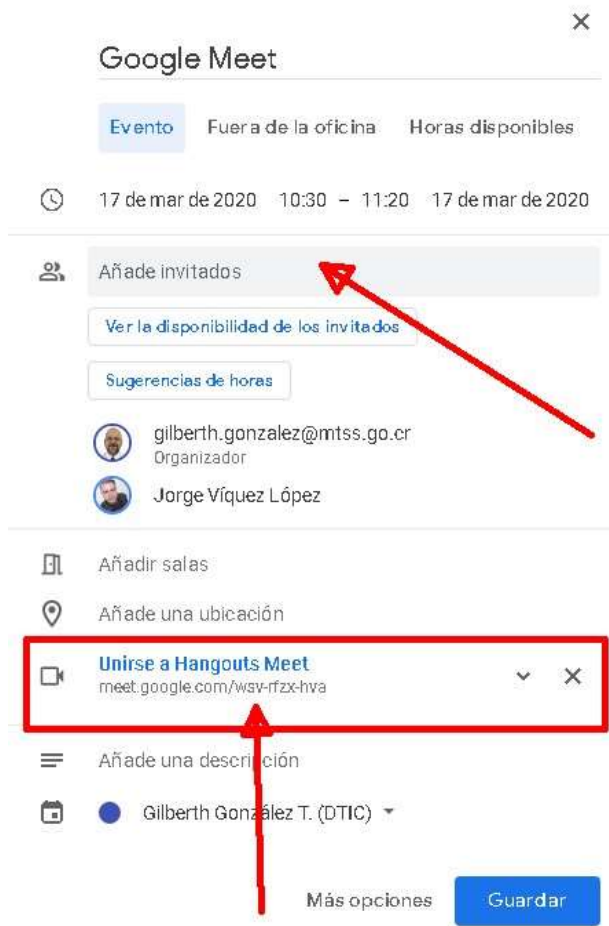 Google Meet
Evento Fuera de la oficina Horas disponibles
17 de mar de 2020 10:30 – 11:20 17 de mar de 2020
Añade invitados
Ver la disponibilidad de los invitados
Sugerencias de horas
gilberth.gonzalez@mtss.go.cr
Organizador
Jorge Víquez López
Añadir salas
Añade una ubicación
Unirse a Hangouts Meet
meet.google.com/wsv-rfzx-hva
Añade una descripción
Gilberth González T. (DTIC)
Más opciones Guardar